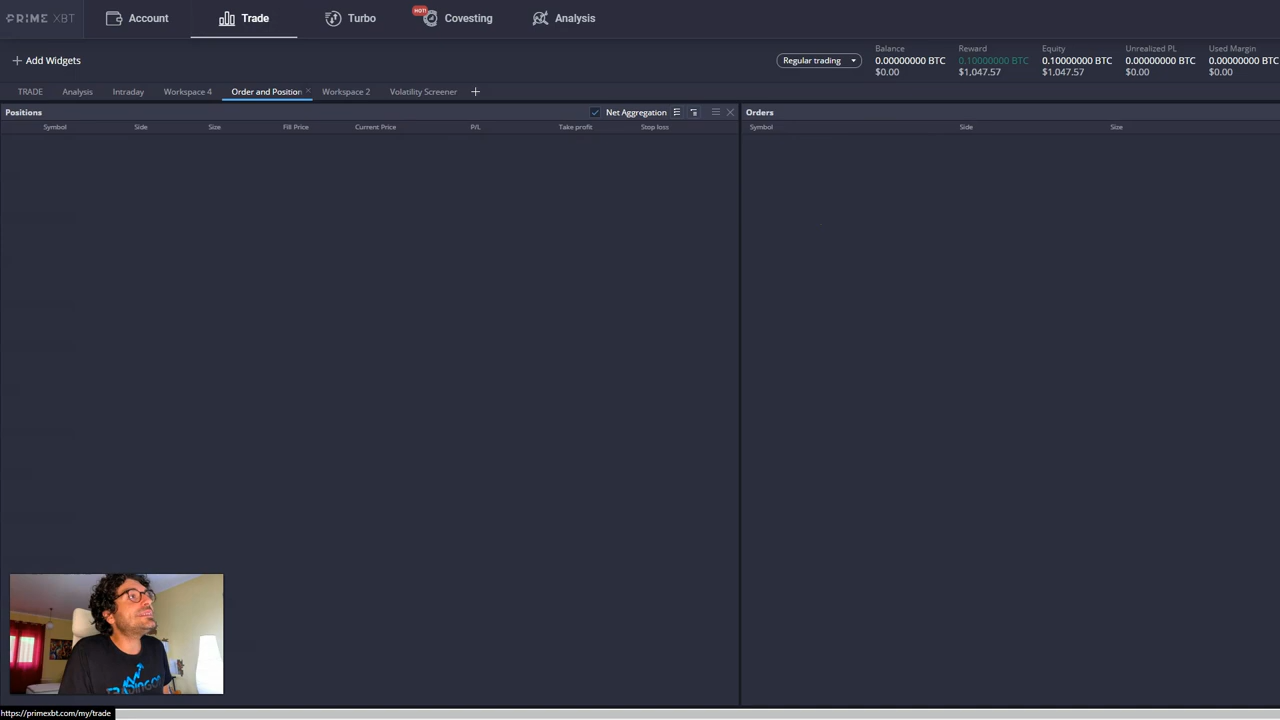 PRIME XBT
Account
Trade
Turbo
HOT!
Covesting
Analysis
Add Widgets
Regular trading
Balance
0.00000000 BTC
$0.00
Reward
0.10000000 BTC
$1,047.57
Equity
0.10000000 BTC
$1,047.57
Unrealized PL
0.00000000 BTC
$0.00
Used Margin
0.00000000 BTC
$0.00
TRADE
Analysis
Intraday
Workspace 4
Order and Position
Workspace 2
Volatility Screener
Positions
Net Aggregation
Symbol Side Size Fill Price Current Price P/L Take profit Stop loss
Orders
Symbol Side Size
https://primexbt.com/my/trade